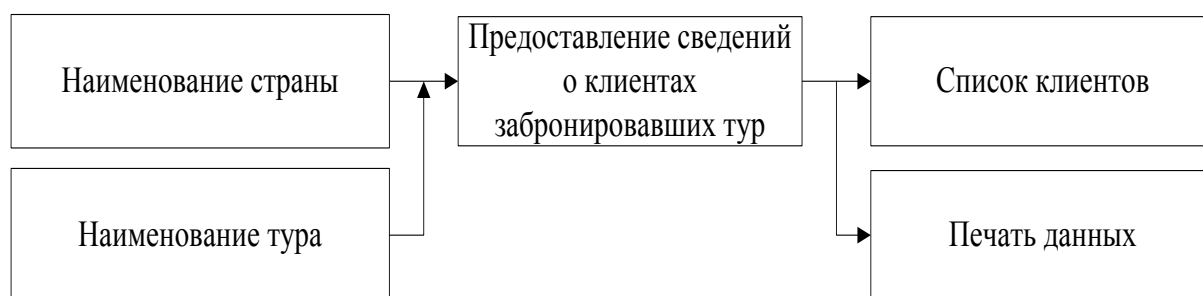 Наименование страны
Предоставление сведений
о клиентах
забронировавших тур
Список клиентов
Наименование тура
Печать данных